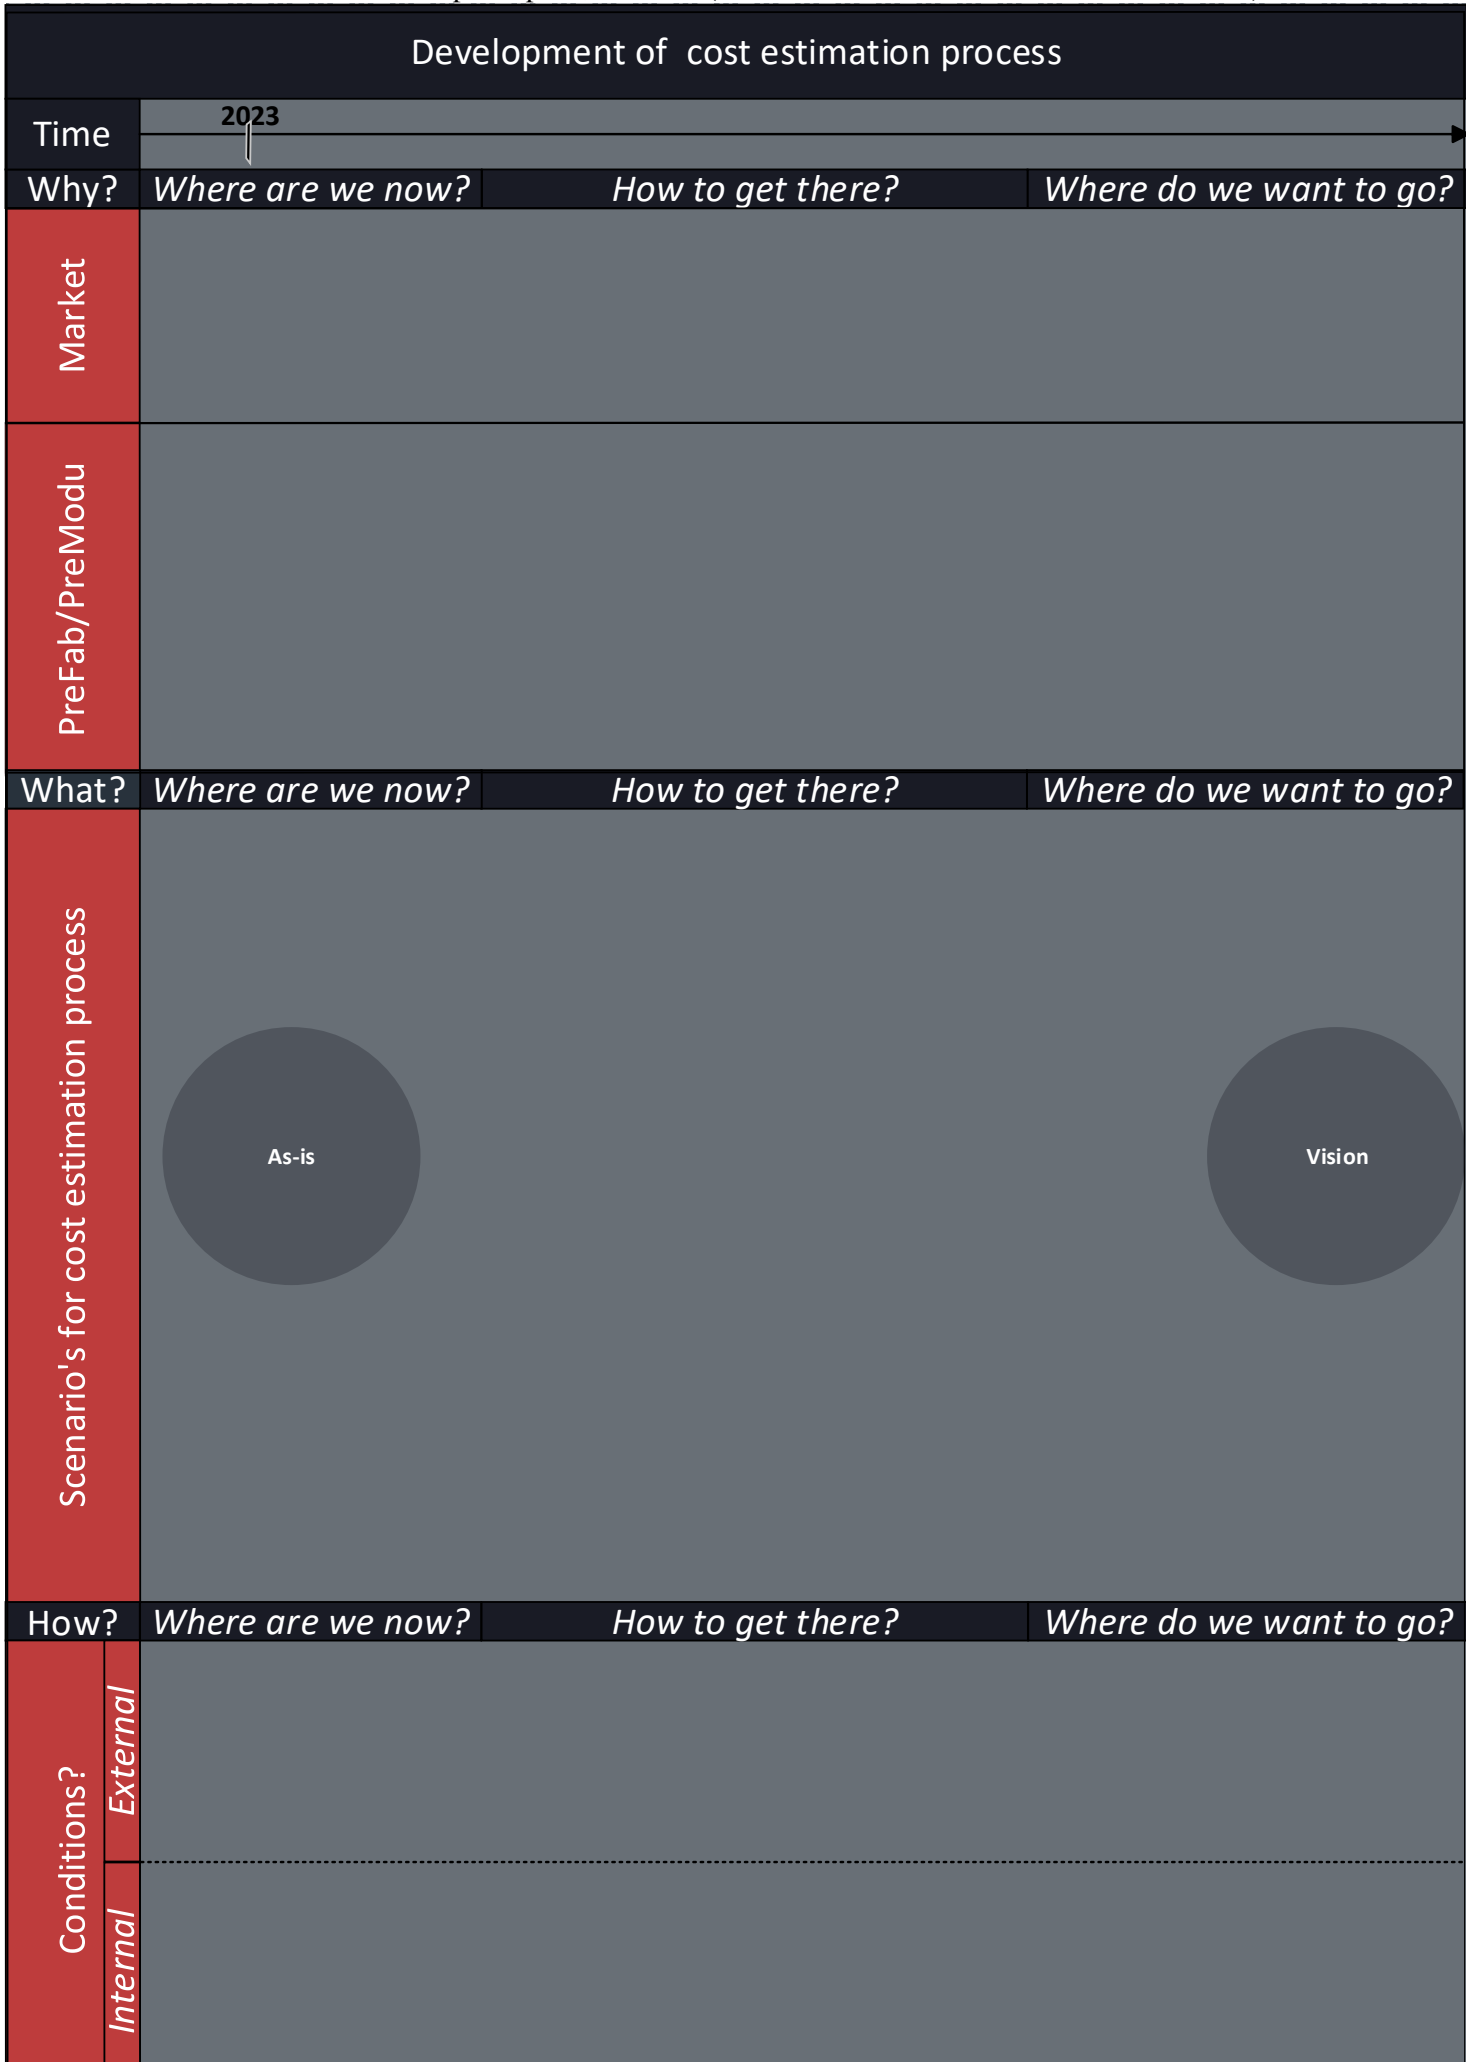 Development of cost estimation process
Time
2023
Why?
Where are we now?
How to get there?
Where do we want to go?
Market
PreFab/PreModu
What?
Where are we now?
How to get there?
Where do we want to go?
Scenario's for cost estimation process
As-is
Vision
How?
Where are we now?
How to get there?
Where do we want to go?
Conditions?
External
Internal